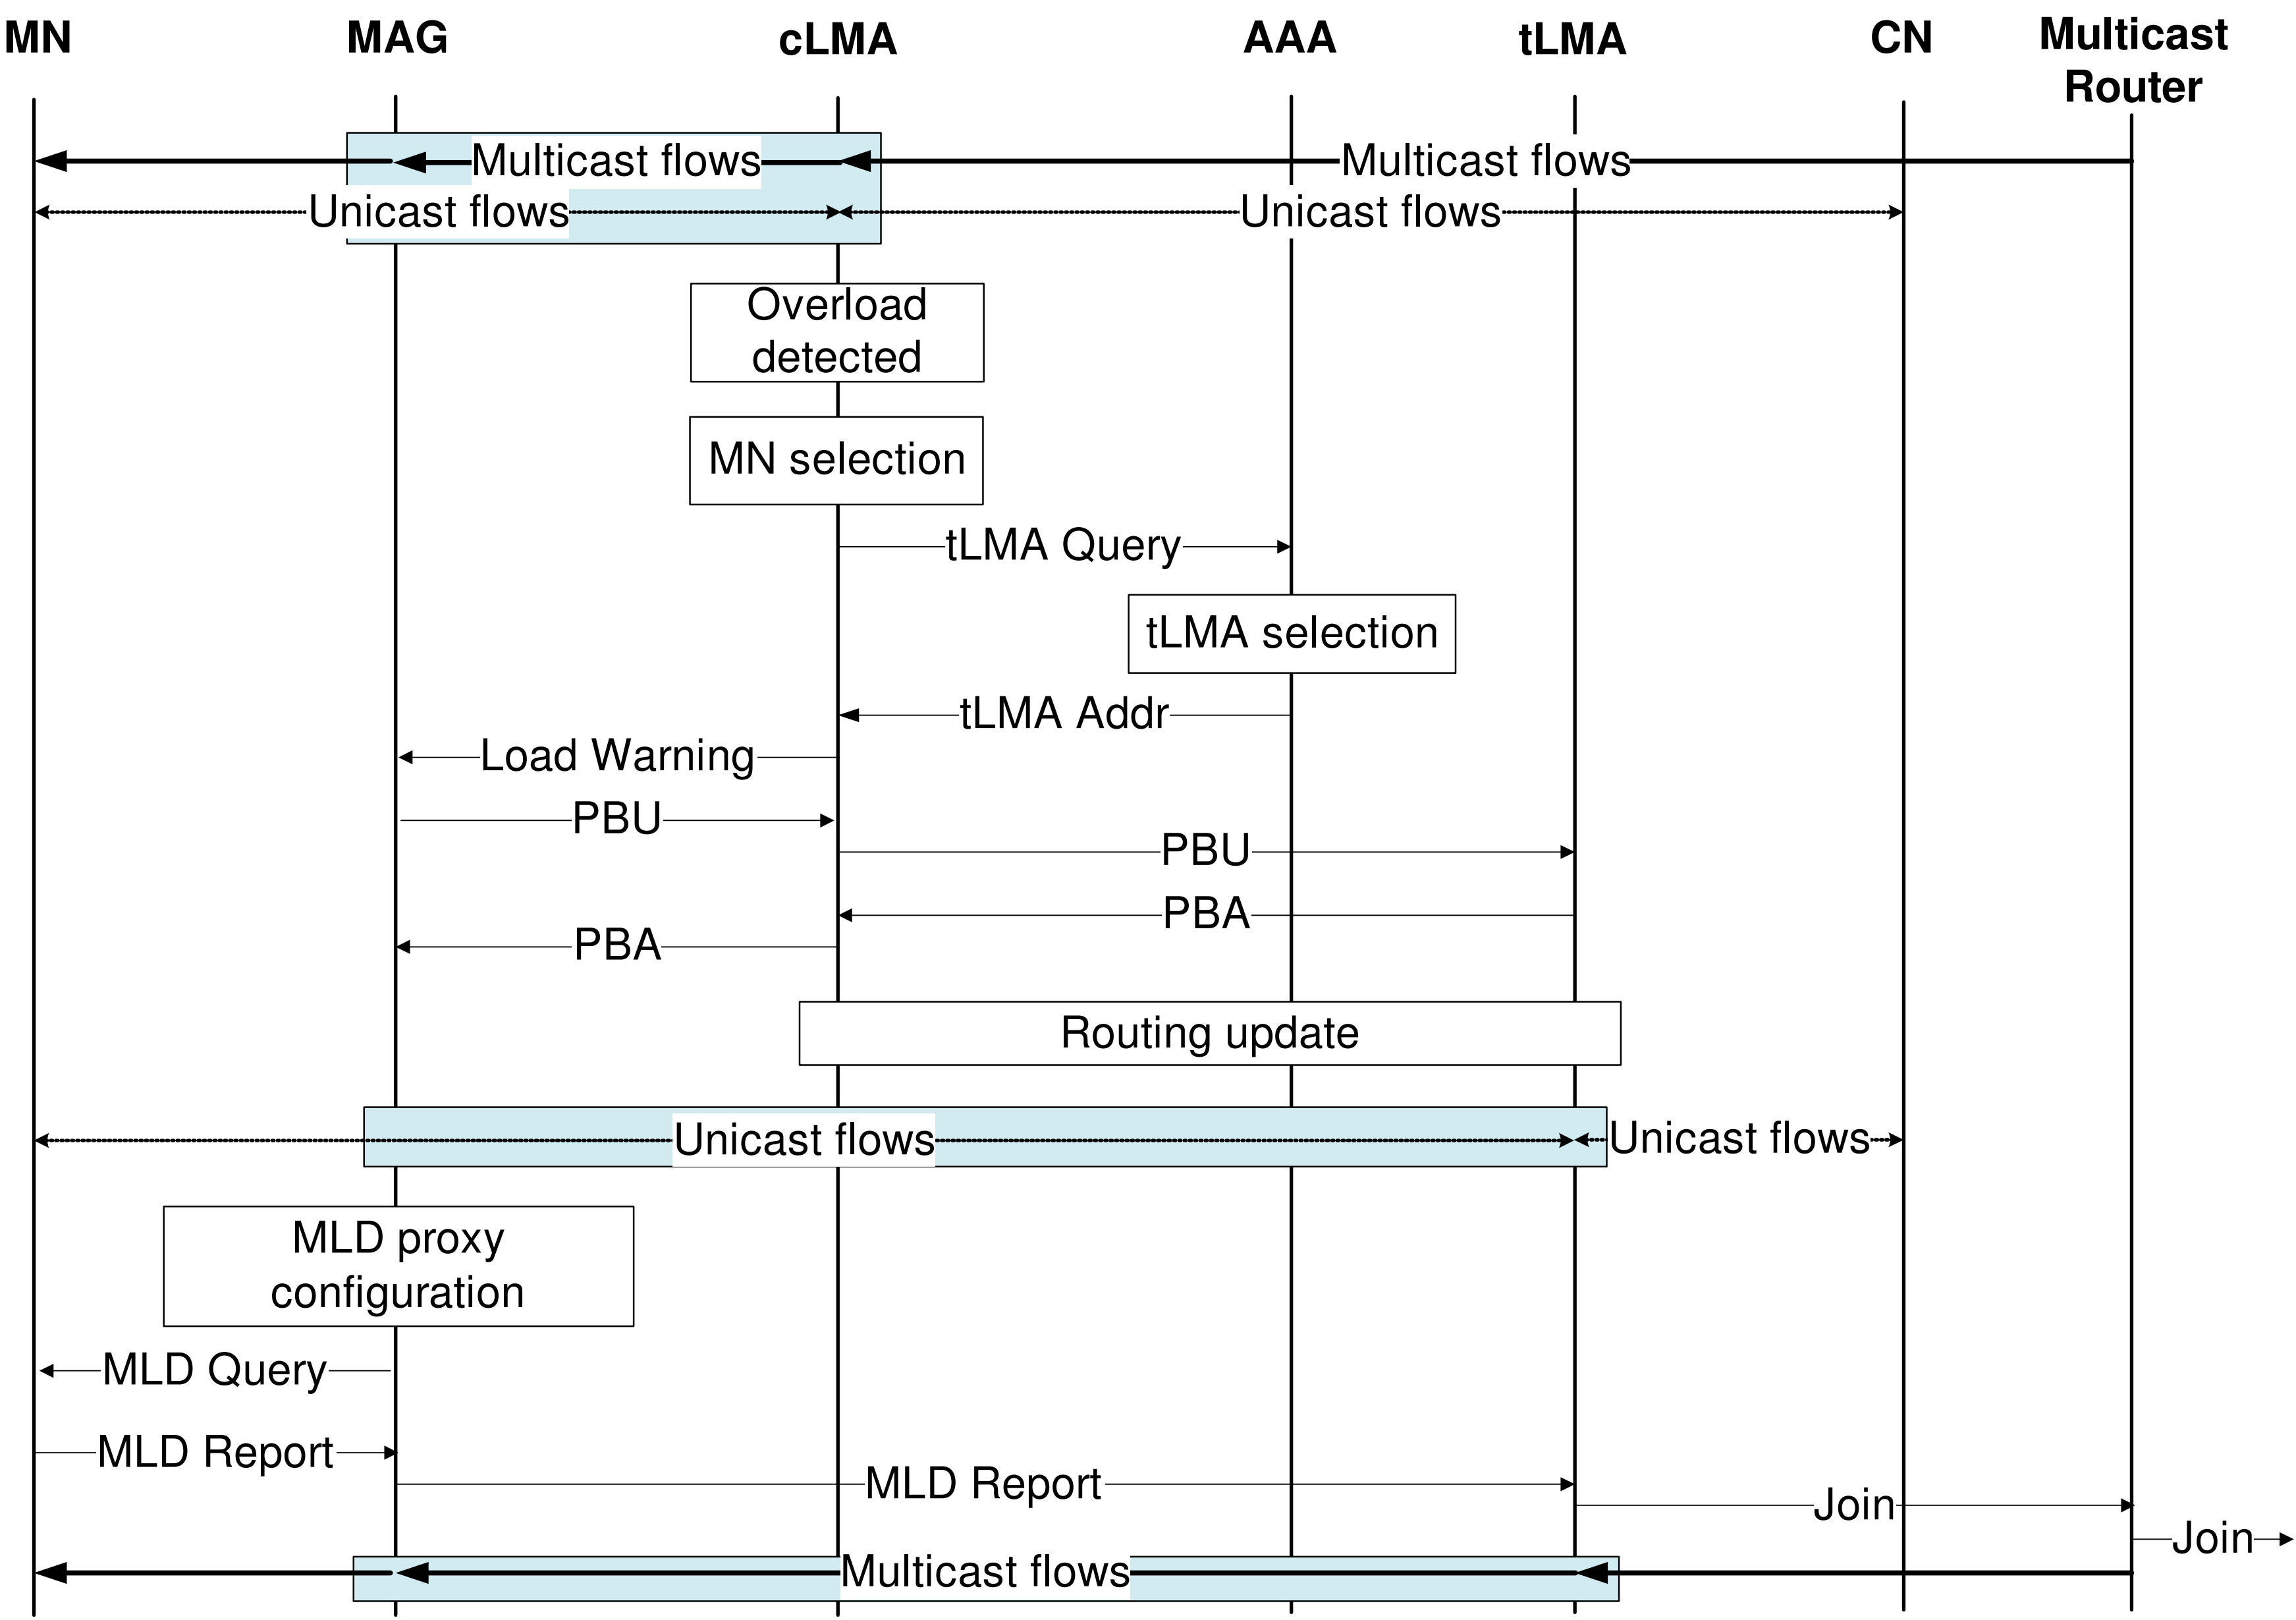 MN
MAG
cLMA
AAA
tLMA
CN
Multicast
Router
Multicast flows
Multicast flows
Unicast flows
Unicast flows
Overload
detected
MN selection
tLMA Query
tLMA selection
tLMA Addr
Load Warning
PBU
PBU
PBA
PBA
Routing update
Unicast flows
Unicast flows
MLD proxy
configuration
MLD Query
MLD Report
MLD Report
Join
Join
Multicast flows